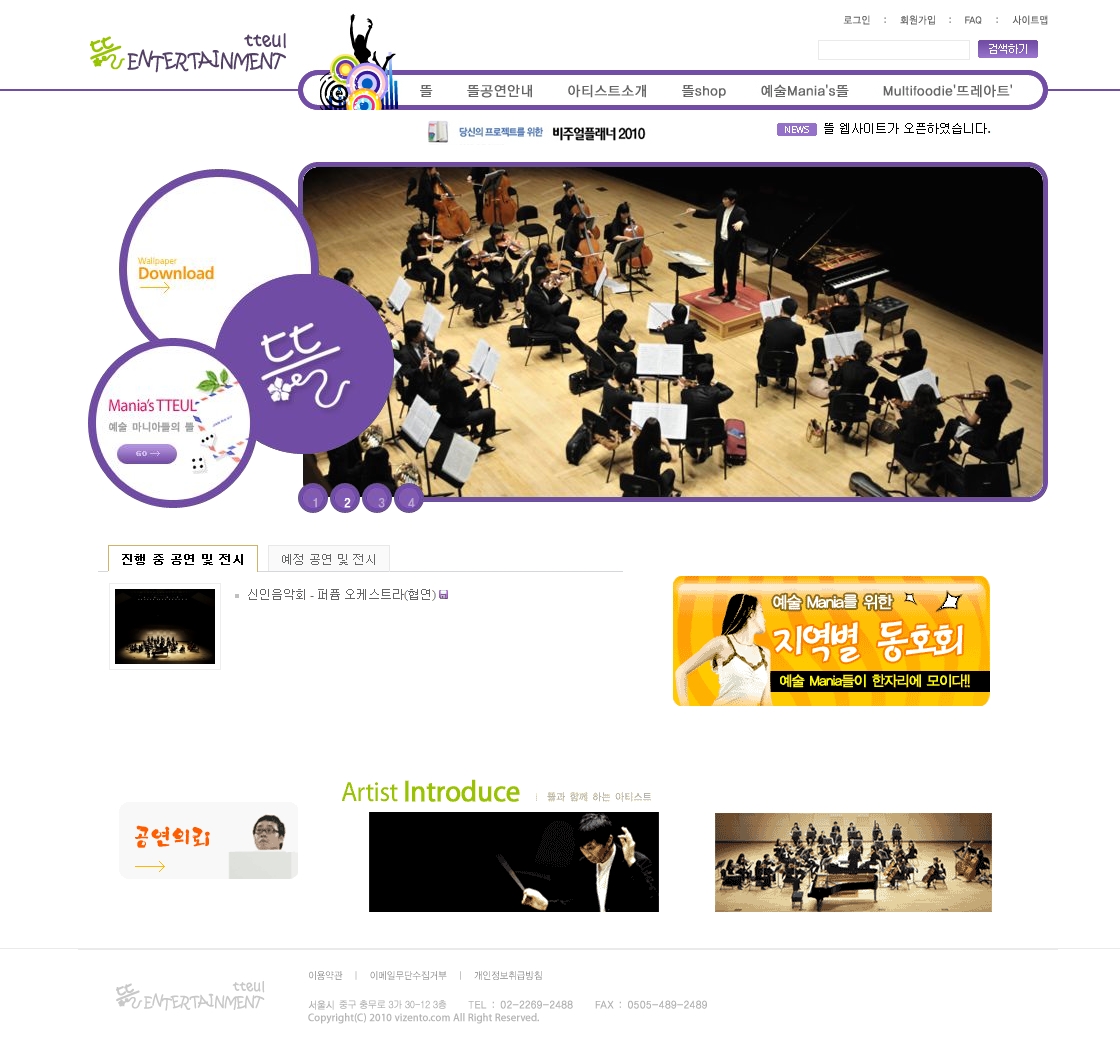 로그인 : 회원가입 : FAQ : 사이트맵
뜰 tteul
ENTERTAINMENT
검색하기
뜰 뜰공연안내 아티스트소개 뜰shop 예술Mania's뜰 Multifoodie'뜨레아트'
당신의 프로젝트를 위한 비주얼플래너 2010
NEWS 뜰 웹사이트가 오픈하였습니다.
Wallpaper
Download
뜰
Mania's TTEUL
예술 마니아들의 뜰
GO
1 2 3 4
진행 중 공연 및 전시 예정 공연 및 전시
신인음악회 - 퍼퓸 오케스트라(협연)
예술 Mania를 위한
지역별 동호회
예술 Mania들이 한자리에 모이다!!
Artist Introduce | 뜰과 함께 하는 아티스트
공연의뢰
이용약관 | 이메일무단수집거부 | 개인정보취급방침
뜰 tteul
ENTERTAINMENT
서울시 중구 충무로 3가 30-12 3층 TEL : 02-2269-2488 FAX : 0505-489-2489
Copyright(C) 2010 vizento.com All Right Reserved.